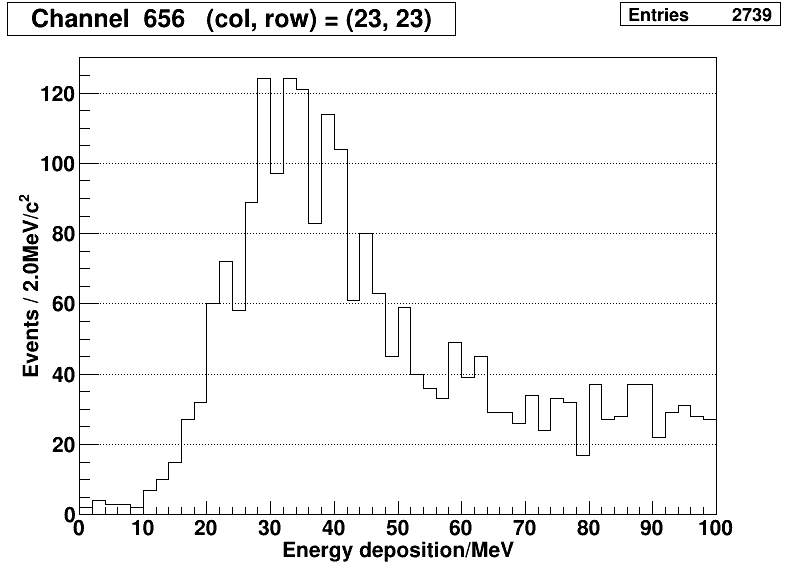 Channel 656 (col, row) = (23, 23)
Entries 2739
Events / 2.0MeV/c²
120
100
80
60
40
20
0
0 10 20 30 40 50 60 70 80 90 100
Energy deposition/MeV